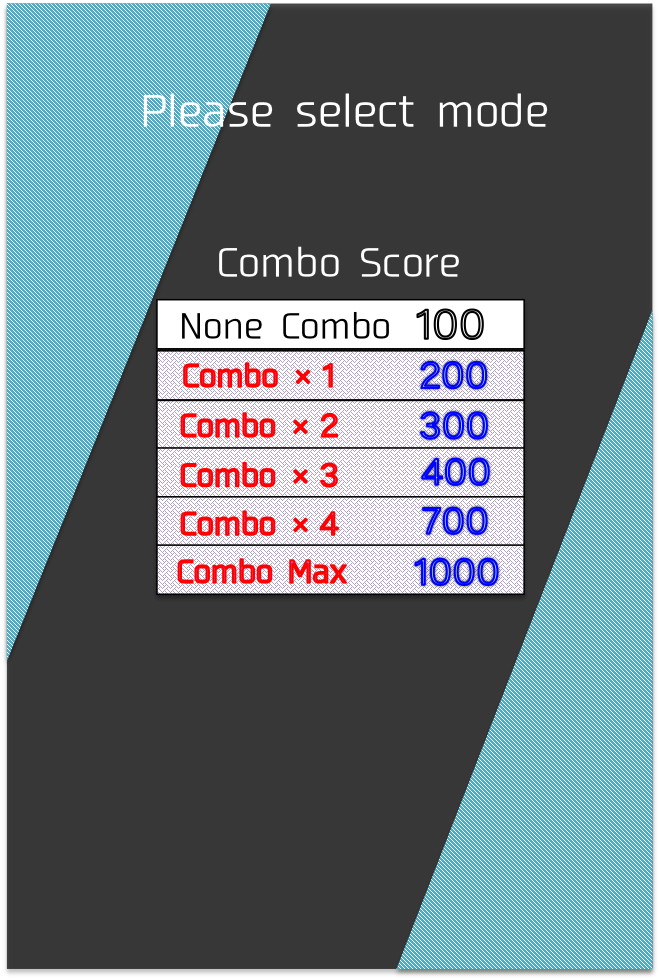 Please select mode
Combo Score
None Combo 100
Combo × 1 200
Combo × 2 300
Combo × 3 400
Combo × 4 700
Combo Max 1000